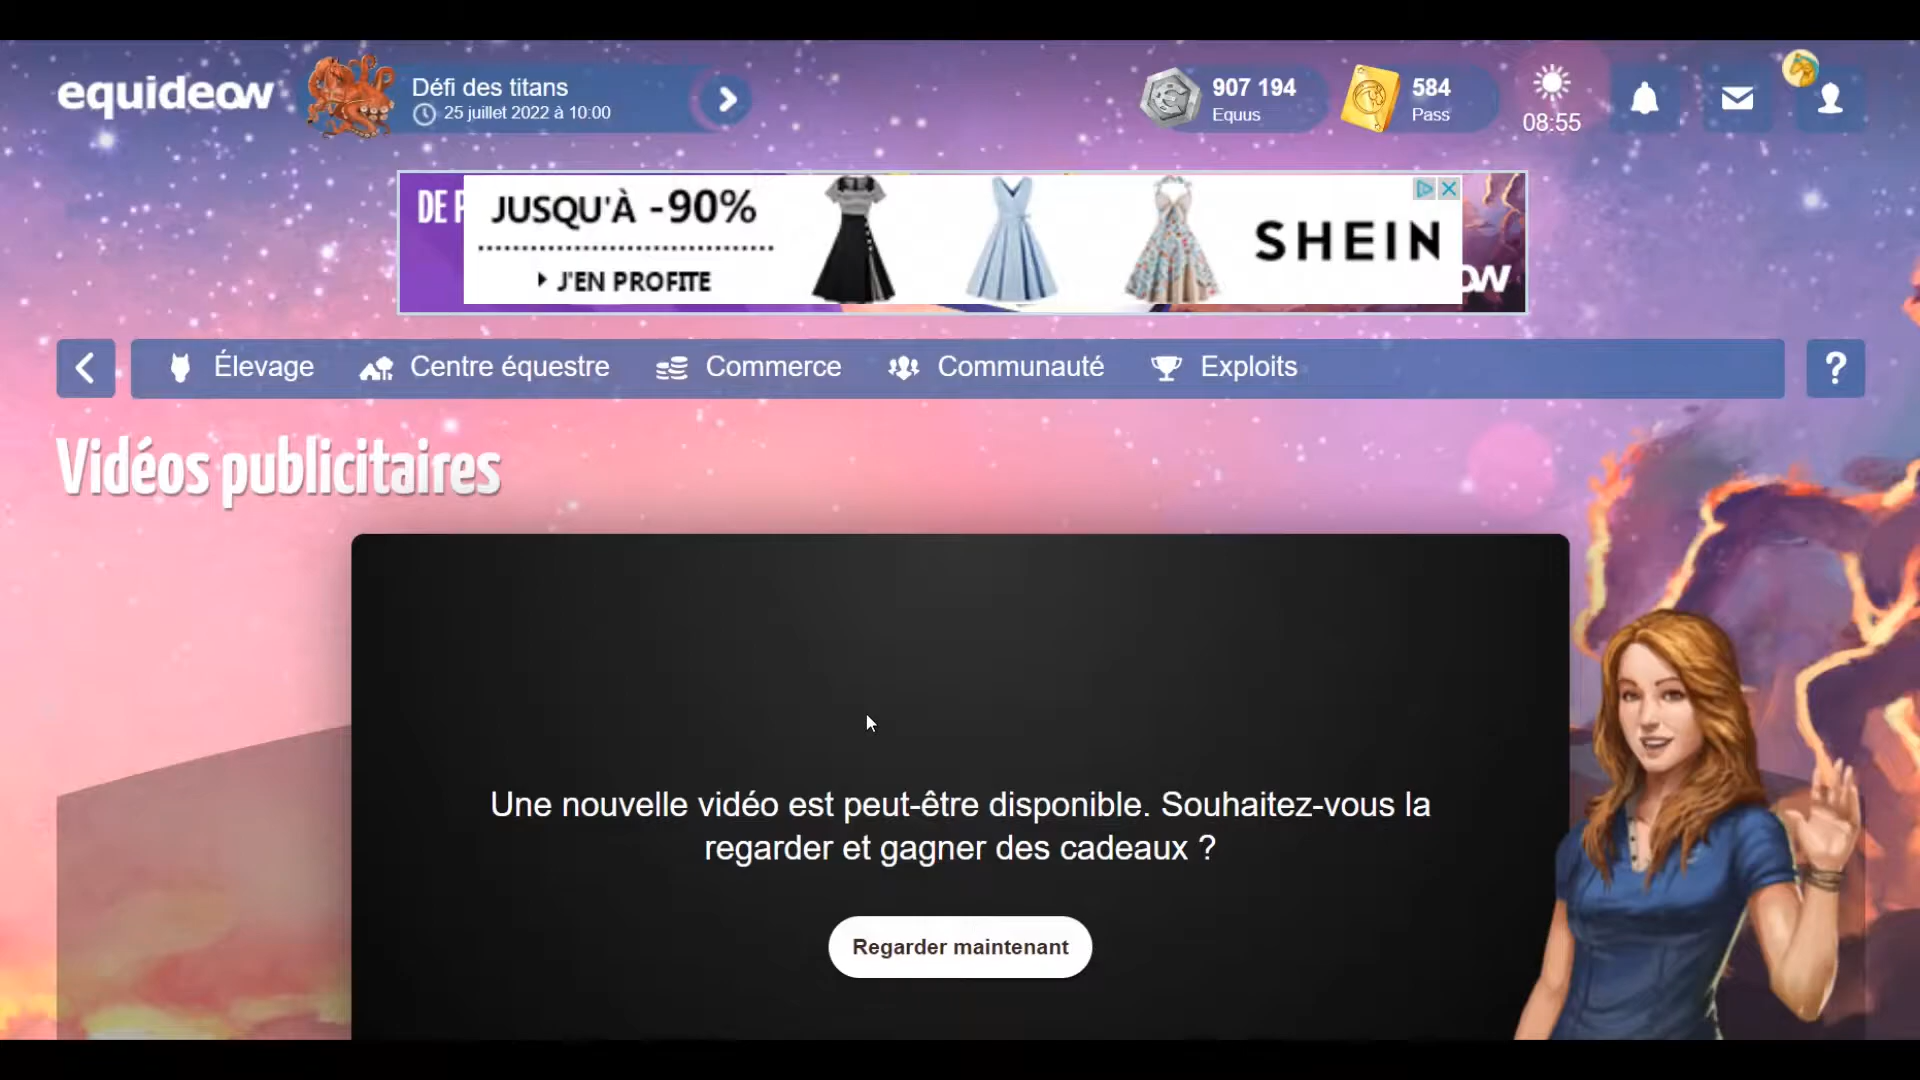 equideow
Défi des titans
25 juillet 2022 à 10:00
907 194
Equus
584
Pass
08:55
DE P
JUSQU'À -90%
J'EN PROFITE
SHEIN
OW
Élevage
Centre équestre
Commerce
Communauté
Exploits
?
Vidéos publicitaires
Une nouvelle vidéo est peut-être disponible. Souhaitez-vous la
regarder et gagner des cadeaux ?
Regarder maintenant